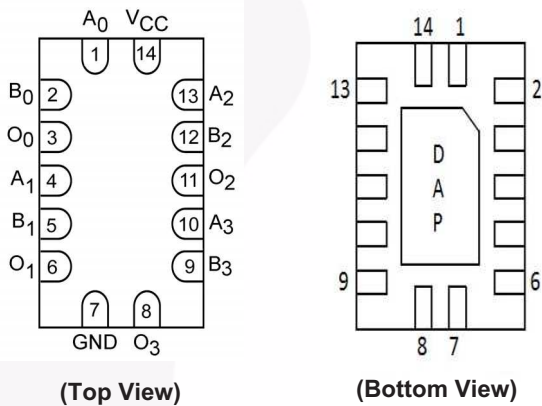 A0 VCC
1 14
B0 2 13 A2
O0 3 12 B2
A1 4 11 O2
B1 5 10 A3
O1 6 9 B3
7 8
GND O3
(Top View)
14 1
13 2
D
A
P
9 6
8 7
(Bottom View)